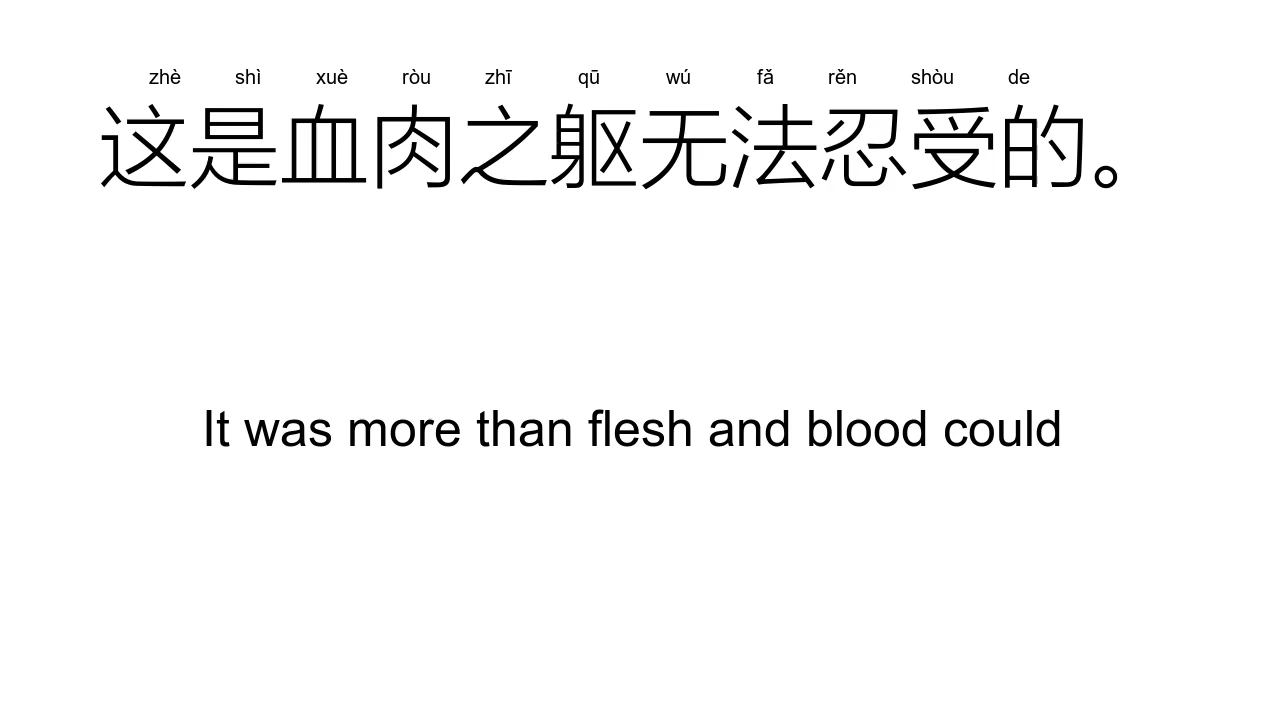 zhè shì xuè ròu zhī qū wú fǎ rěn shòu de
这是血肉之躯无法忍受的。
It was more than flesh and blood could